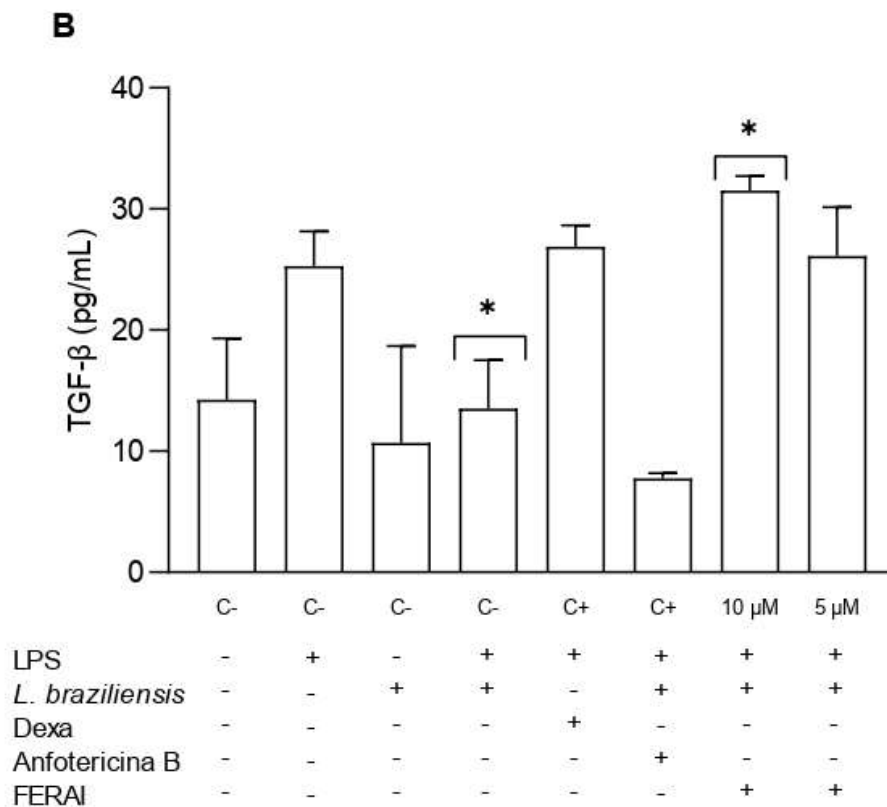 B
TGF-β (pg/mL)
40
30
20
10
0
* *
C- C- C- C- C+ C+ 10 µM 5 µM
LPS - + - + + + + +
L. braziliensis - - + + - + + +
Dexa - - - - + - - -
Anfotericina B - - - - - + - -
FERAI - - - - - - + +